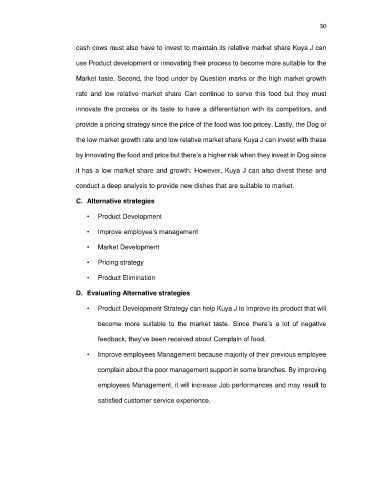 30
cash cows must also have to invest to maintain its relative market share Kuya J can
use Product development or innovating their process to become more suitable for the
Market taste. Second, the food under by Question marks or the high market growth
rate and low relative market share Can continue to serve this food but they must
innovate the process or its taste to have a differentiation with its competitors, and
provide a pricing strategy since the price of the food was too pricey. Lastly, the Dog or
the low market growth rate and low relative market share Kuya J can invest with these
by innovating the food and price but there's a higher risk when they invest in Dog since
it has a low market share and growth. However, Kuya J can also divest these and
conduct a deep analysis to provide new dishes that are suitable to market.
C. Alternative strategies
• Product Development
• Improve employee's management
• Market Development
• Pricing strategy
• Product Elimination
D. Evaluating Alternative strategies
• Product Development Strategy can help Kuya J to Improve its product that will
become more suitable to the market taste. Since there's a lot of negative
feedback, they've been received about Complain of food.
• Improve employees Management because majority of their previous employee
complain about the poor management support in some branches. By improving
employees Management, it will increase Job performances and may result to
satisfied customer service experience.